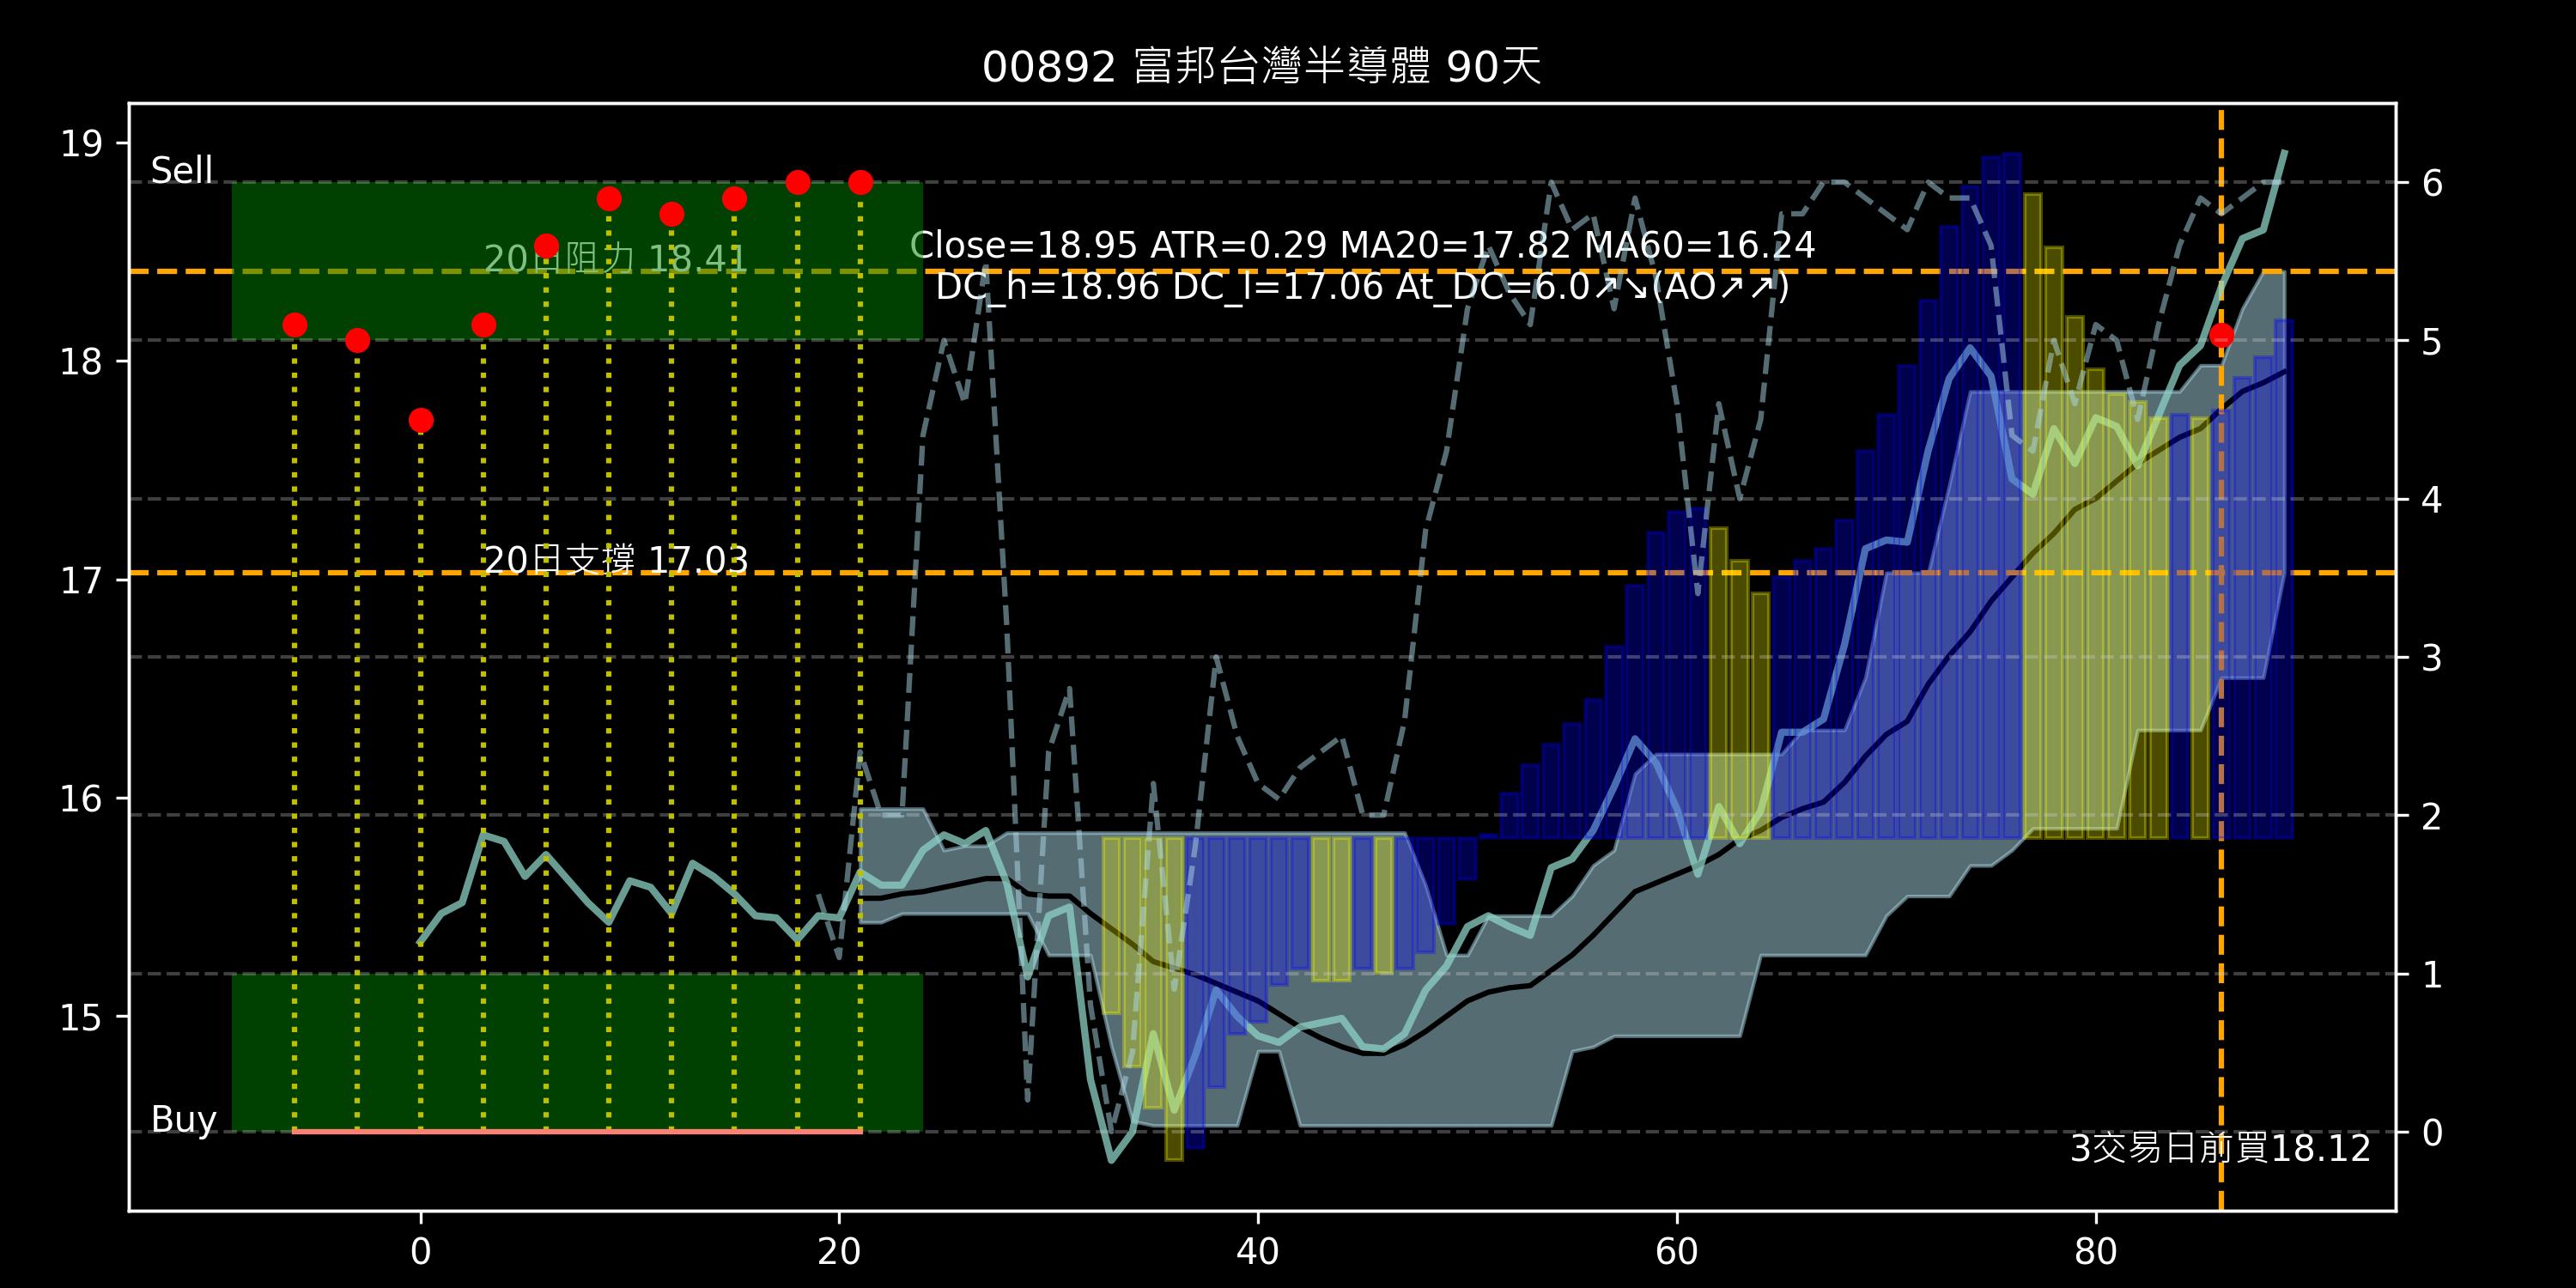 00892 富邦台灣半導體 90天
19
Sell
6
20日阻力 18.41
Close=18.95 ATR=0.29 MA20=17.82 MA60=16.24
DC_h=18.96 DC_l=17.06 At_DC=6.0↗↘(AO↗↗)
18
5
4
20日支撐 17.03
17
3
16
2
15
1
Buy
0
3交易日前買18.12
0
20
40
60
80